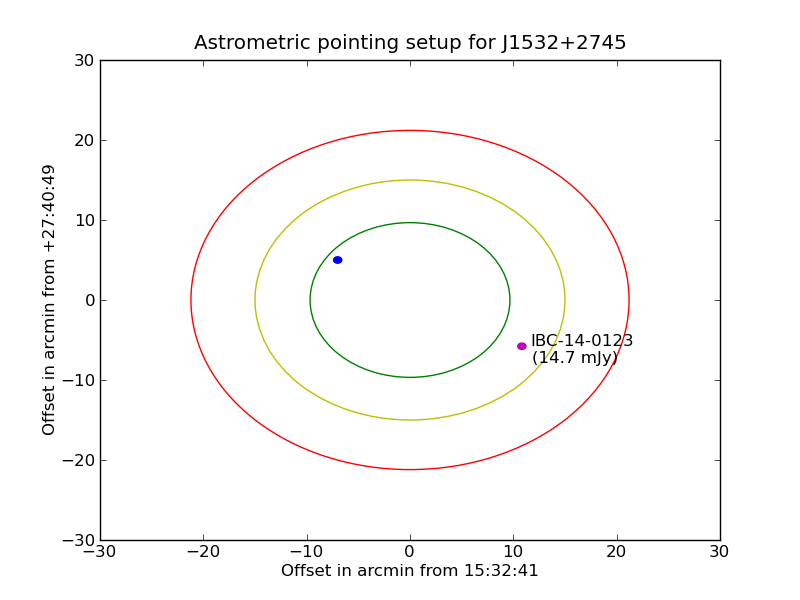 Astrometric pointing setup for J1532+2745
30
20
10
0
−10
−20
−30
−30
−20
−10
0
10
20
30
Offset in arcmin from +27:40:49
Offset in arcmin from 15:32:41
IBC-14-0123
(14.7 mJy)